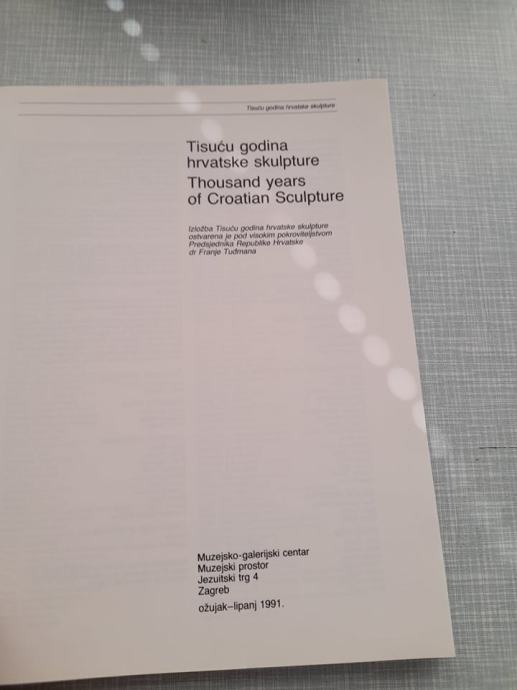 Tisuću godina hrvatske skulpture
Tisuću godina
hrvatske skulpture
Thousand years
of Croatian Sculpture
Izložba Tisuću godina hrvatske skulpture
ostvarena je pod visokim pokroviteljstvom
Predsjednika Republike Hrvatske
dr Franje Tuđmana
Muzejsko-galerijski centar
Muzejski prostor
Jezuitski trg 4
Zagreb
ožujak–lipanj 1991.